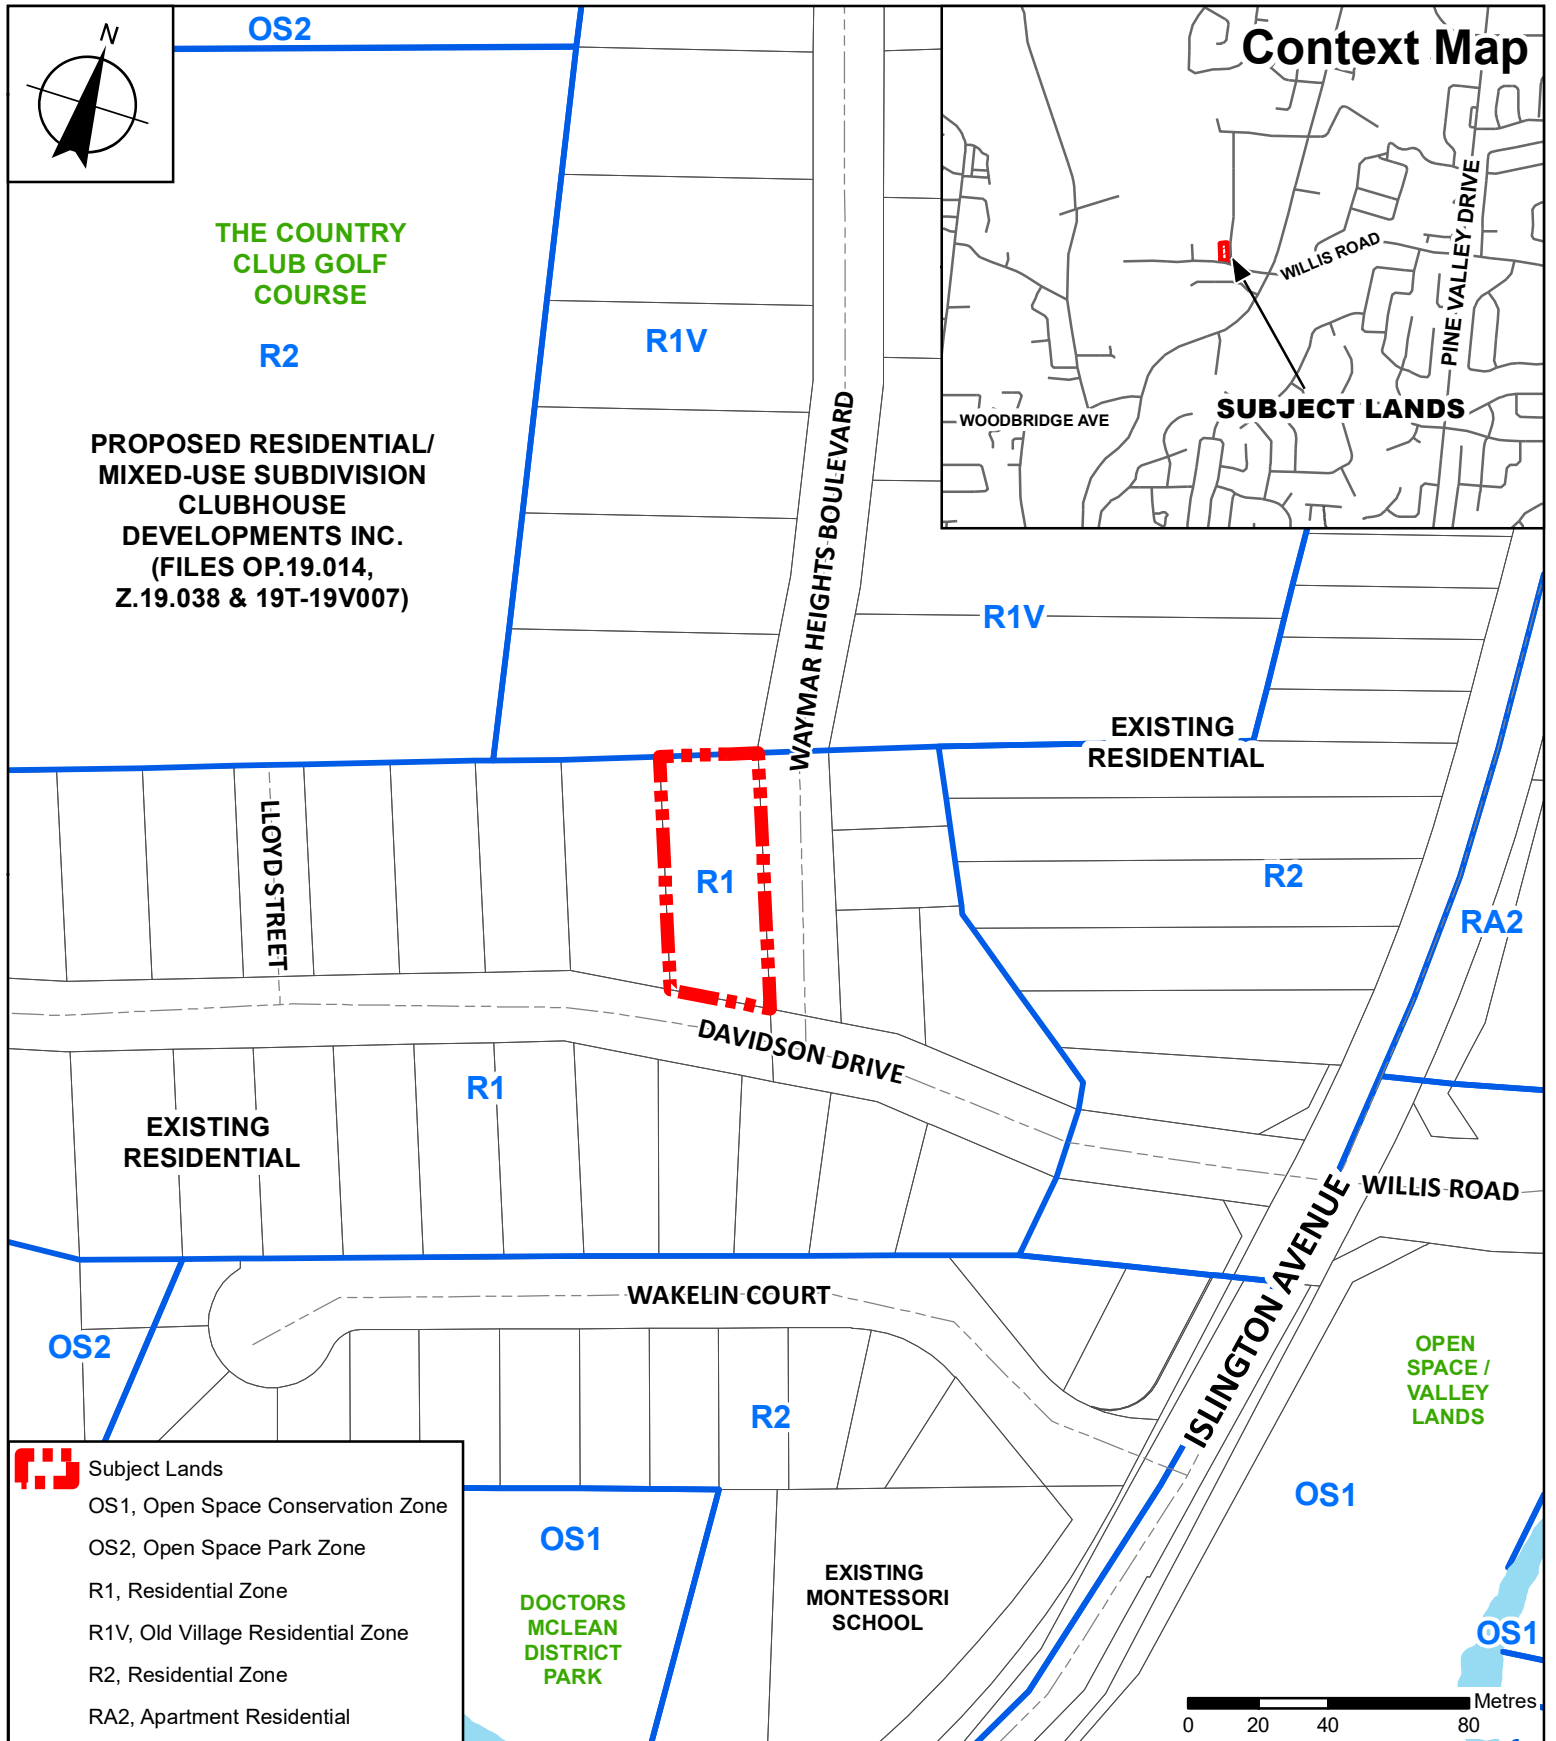 N
OS2
Context Map
PINE VALLEY DRIVE
WILLIS ROAD
WOODBRIDGE AVE
SUBJECT LANDS
THE COUNTRY
CLUB GOLF
COURSE
R2
R1V
PROPOSED RESIDENTIAL/
MIXED-USE SUBDIVISION
CLUBHOUSE
DEVELOPMENTS INC.
(FILES OP.19.014,
Z.19.038 & 19T-19V007)
WAYMAR HEIGHTS BOULEVARD
R1V
EXISTING
RESIDENTIAL
LLOYD STREET
R1
R2
RA2
DAVIDSON DRIVE
R1
EXISTING
RESIDENTIAL
WILLIS ROAD
ISLINGTON AVENUE
WAKELIN COURT
OS2
R2
OPEN
SPACE /
VALLEY
LANDS
OS1
OS1
DOCTORS
MCLEAN
DISTRICT
PARK
EXISTING
MONTESSORI
SCHOOL
OS1
Subject Lands
OS1, Open Space Conservation Zone
OS2, Open Space Park Zone
R1, Residential Zone
R1V, Old Village Residential Zone
R2, Residential Zone
RA2, Apartment Residential
Metres
0 20 40 80